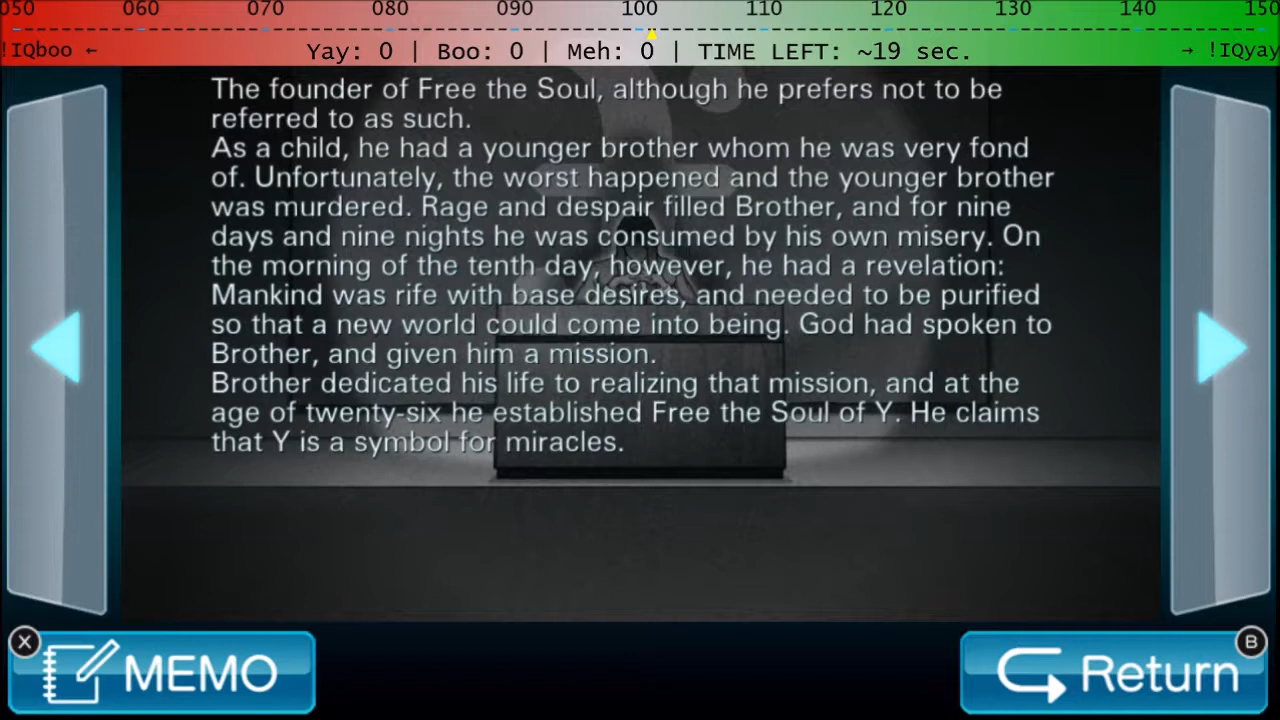 050 060 070 080 090 100 110 120 130 140 150
!IQboo ← Yay: 0 | Boo: 0 | Meh: 0 | TIME LEFT: ~19 sec. → !IQyay
The founder of Free the Soul, although he prefers not to be
referred to as such.
As a child, he had a younger brother whom he was very fond
of. Unfortunately, the worst happened and the younger brother
was murdered. Rage and despair filled Brother, and for nine
days and nine nights he was consumed by his own misery. On
the morning of the tenth day, however, he had a revelation:
Mankind was rife with base desires, and needed to be purified
so that a new world could come into being. God had spoken to
Brother, and given him a mission.
Brother dedicated his life to realizing that mission, and at the
age of twenty-six he established Free the Soul of Y. He claims
that Y is a symbol for miracles.
X MEMO
B Return